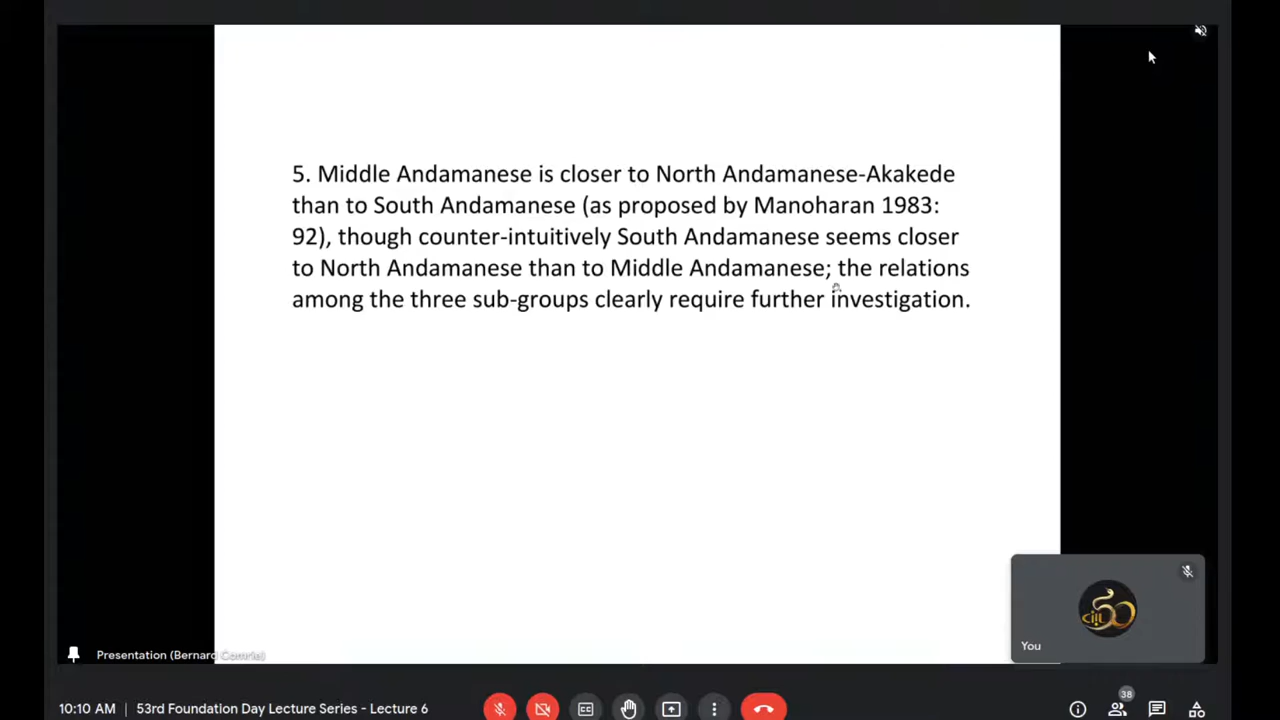 5. Middle Andamanese is closer to North Andamanese-Akakede
than to South Andamanese (as proposed by Manoharan 1983:
92), though counter-intuitively South Andamanese seems closer
to North Andamanese than to Middle Andamanese; the relations
among the three sub-groups clearly require further investigation.
50
You
Presentation (Bernard Comrie)
38
10:10 AM | 53rd Foundation Day Lecture Series - Lecture 6
CC